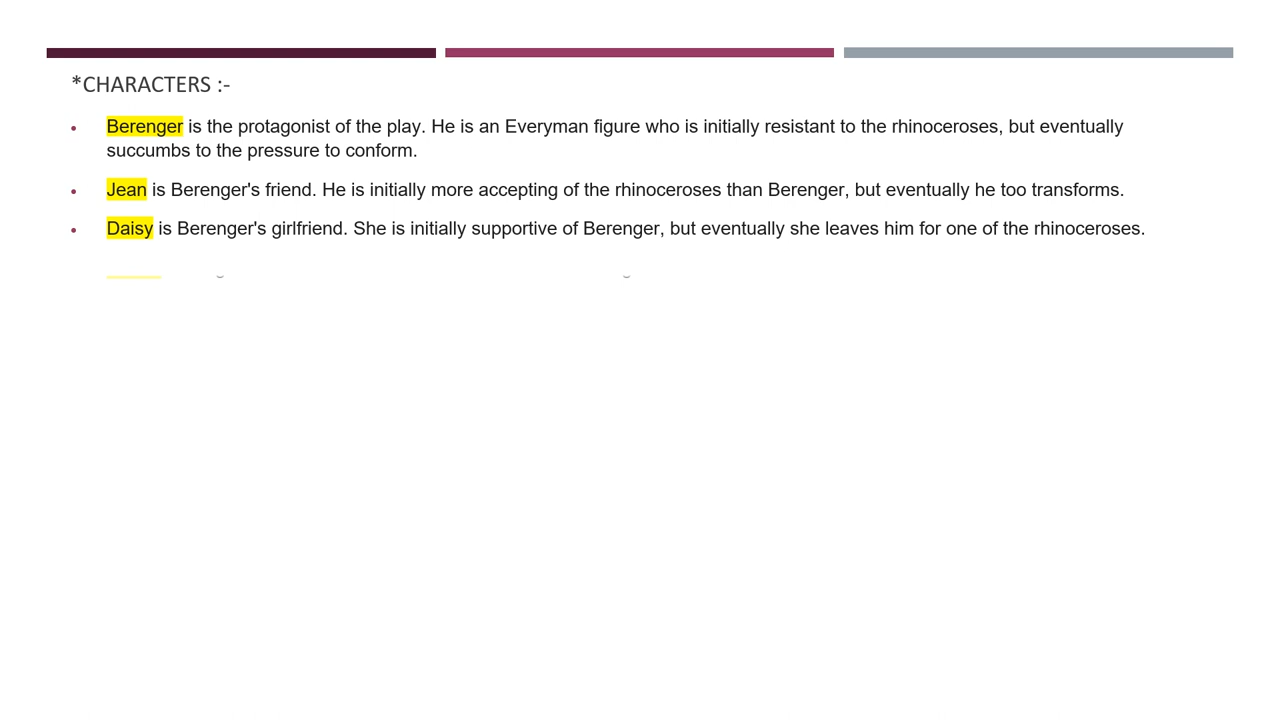 *CHARACTERS :-
• Berenger is the protagonist of the play. He is an Everyman figure who is initially resistant to the rhinoceroses, but eventually
succumbs to the pressure to conform.
• Jean is Berenger's friend. He is initially more accepting of the rhinoceroses than Berenger, but eventually he too transforms.
• Daisy is Berenger's girlfriend. She is initially supportive of Berenger, but eventually she leaves him for one of the rhinoceroses.